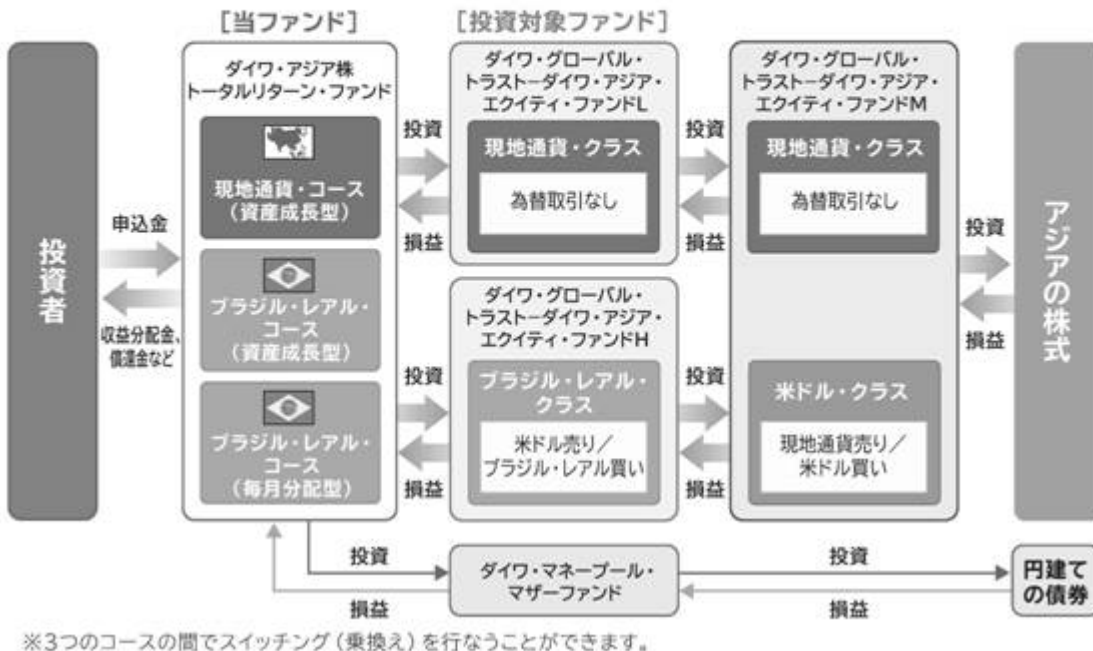 [当ファンド]
[投資対象ファンド]
投資者
申込金
収益分配金、
償還金など
ダイワ・アジア株
トータルリターン・ファンド
現地通貨・コース
(資産成長型)
ブラジル・レアル・
コース
(資産成長型)
ブラジル・レアル・
コース
(毎月分配型)
投資
損益
投資
損益
ダイワ・グローバル・
トラスト−ダイワ・アジア・
エクイティ・ファンドL
現地通貨・クラス
為替取引なし
ダイワ・グローバル・
トラスト−ダイワ・アジア・
エクイティ・ファンドH
ブラジル・レアル・
クラス
米ドル売り/
ブラジル・レアル買い
投資
損益
投資
損益
ダイワ・グローバル・
トラスト−ダイワ・アジア・
エクイティ・ファンドM
現地通貨・クラス
為替取引なし
米ドル・クラス
現地通貨売り/
米ドル買い
投資
損益
アジアの株式
投資
損益
ダイワ・マネープール・
マザーファンド
投資
損益
円建て
の債券
※3つのコースの間でスイッチング(乗換え)を行なうことができます。